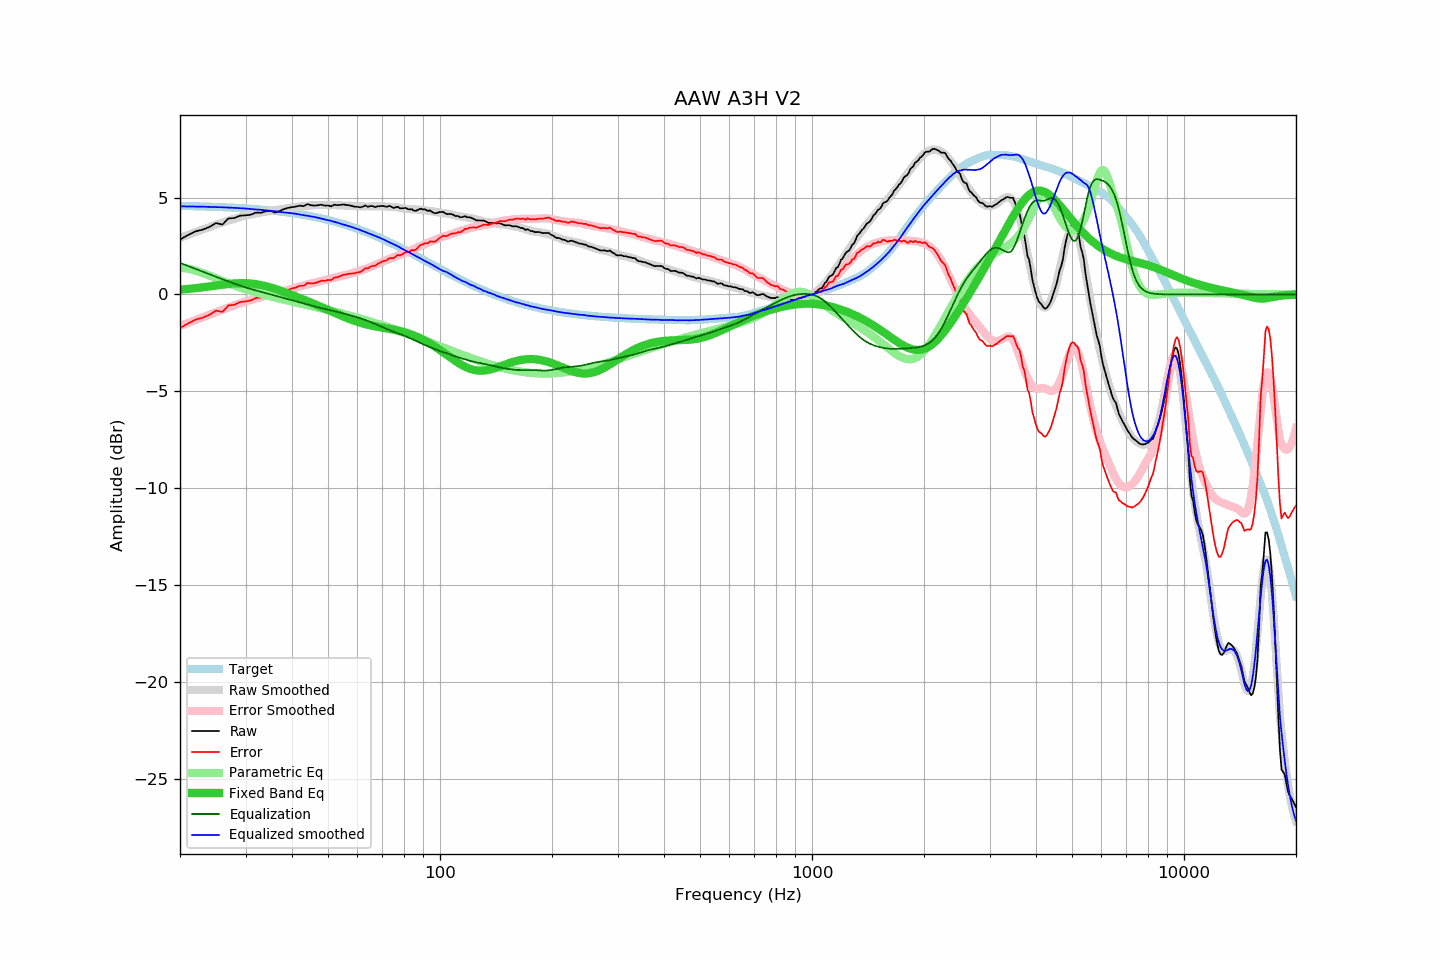 AAW A3H V2
5
0
−5
−10
−15
−20
−25
Amplitude (dBr)
Target
Raw Smoothed
Error Smoothed
Raw
Error
Parametric Eq
Fixed Band Eq
Equalization
Equalized smoothed
100 1000 10000
Frequency (Hz)